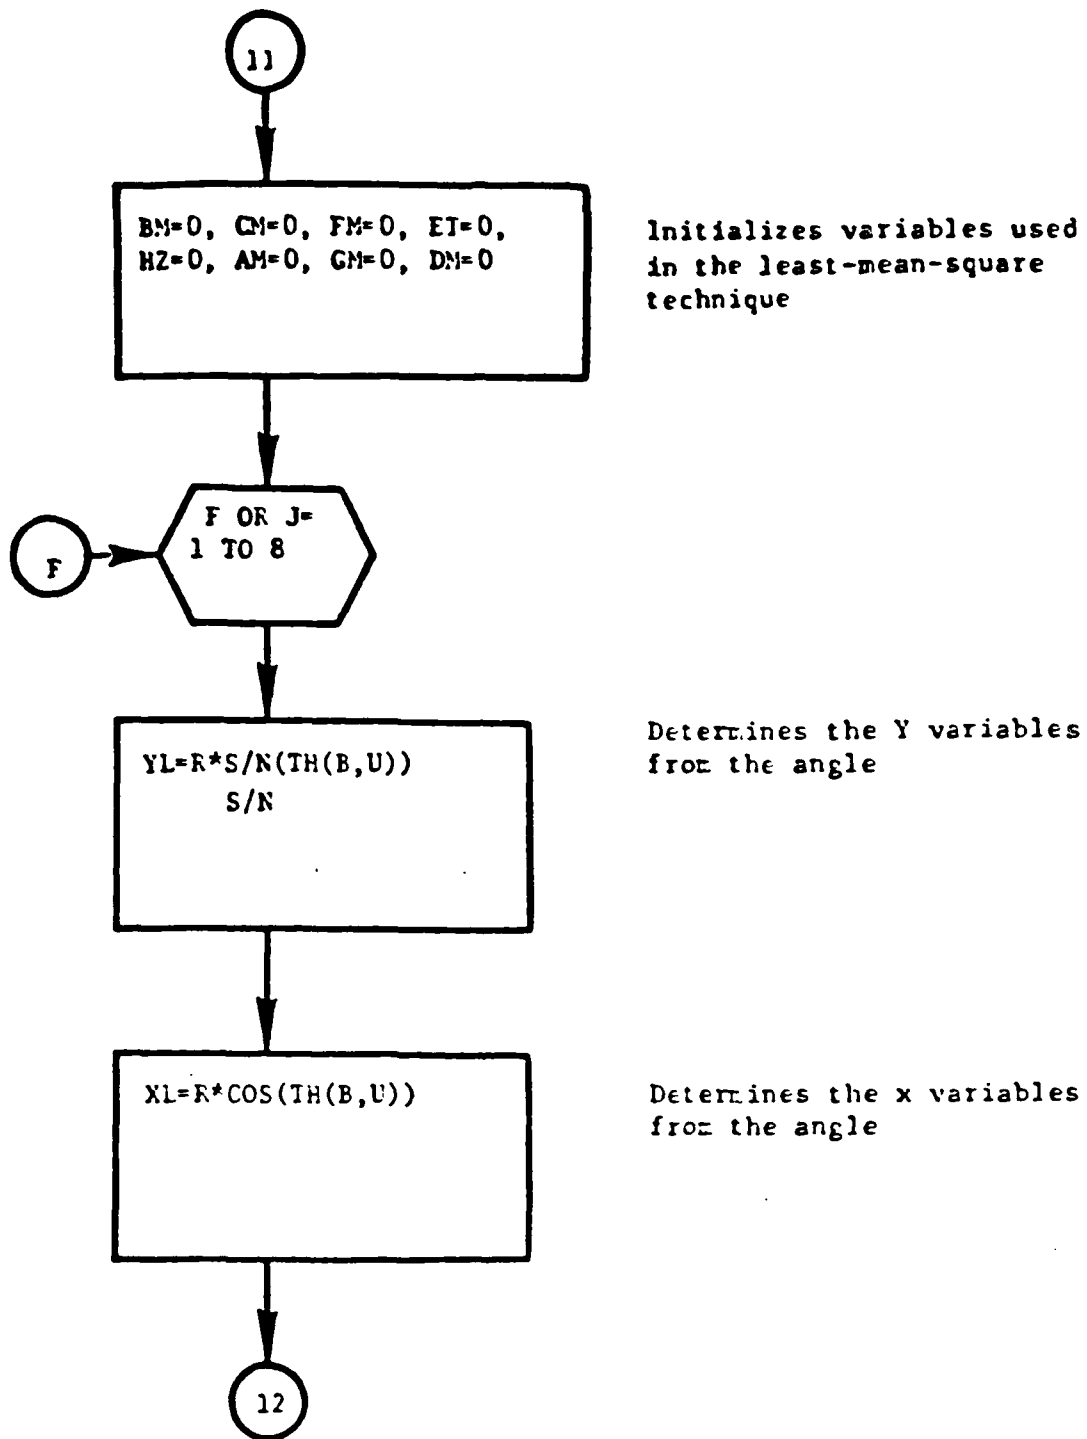 11
BM=0, CM=0, FM=0, ET=0,
HZ=0, AM=0, GM=0, DM=0
Initializes variables used
in the least-mean-square
technique
F OR J=
1 TO 8
F
YL=R*S/N(TH(B,U))
S/N
Determines the Y variables
from the angle
XL=R*COS(TH(B,U))
Determines the x variables
from the angle
12